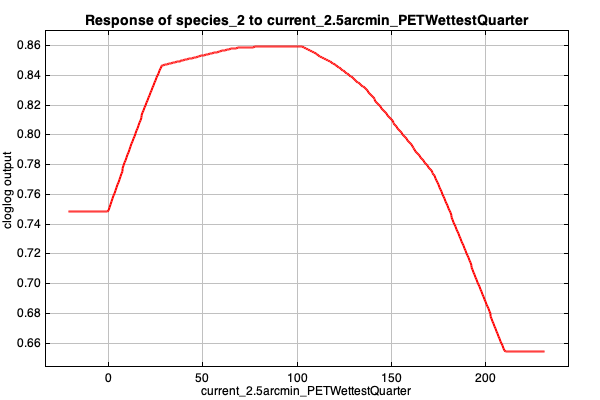 Response of species_2 to current_2.5arcmin_PETWettestQuarter
cloglog output
0.86
0.84
0.82
0.80
0.78
0.76
0.74
0.72
0.70
0.68
0.66
0 50 100 150 200
current_2.5arcmin_PETWettestQuarter